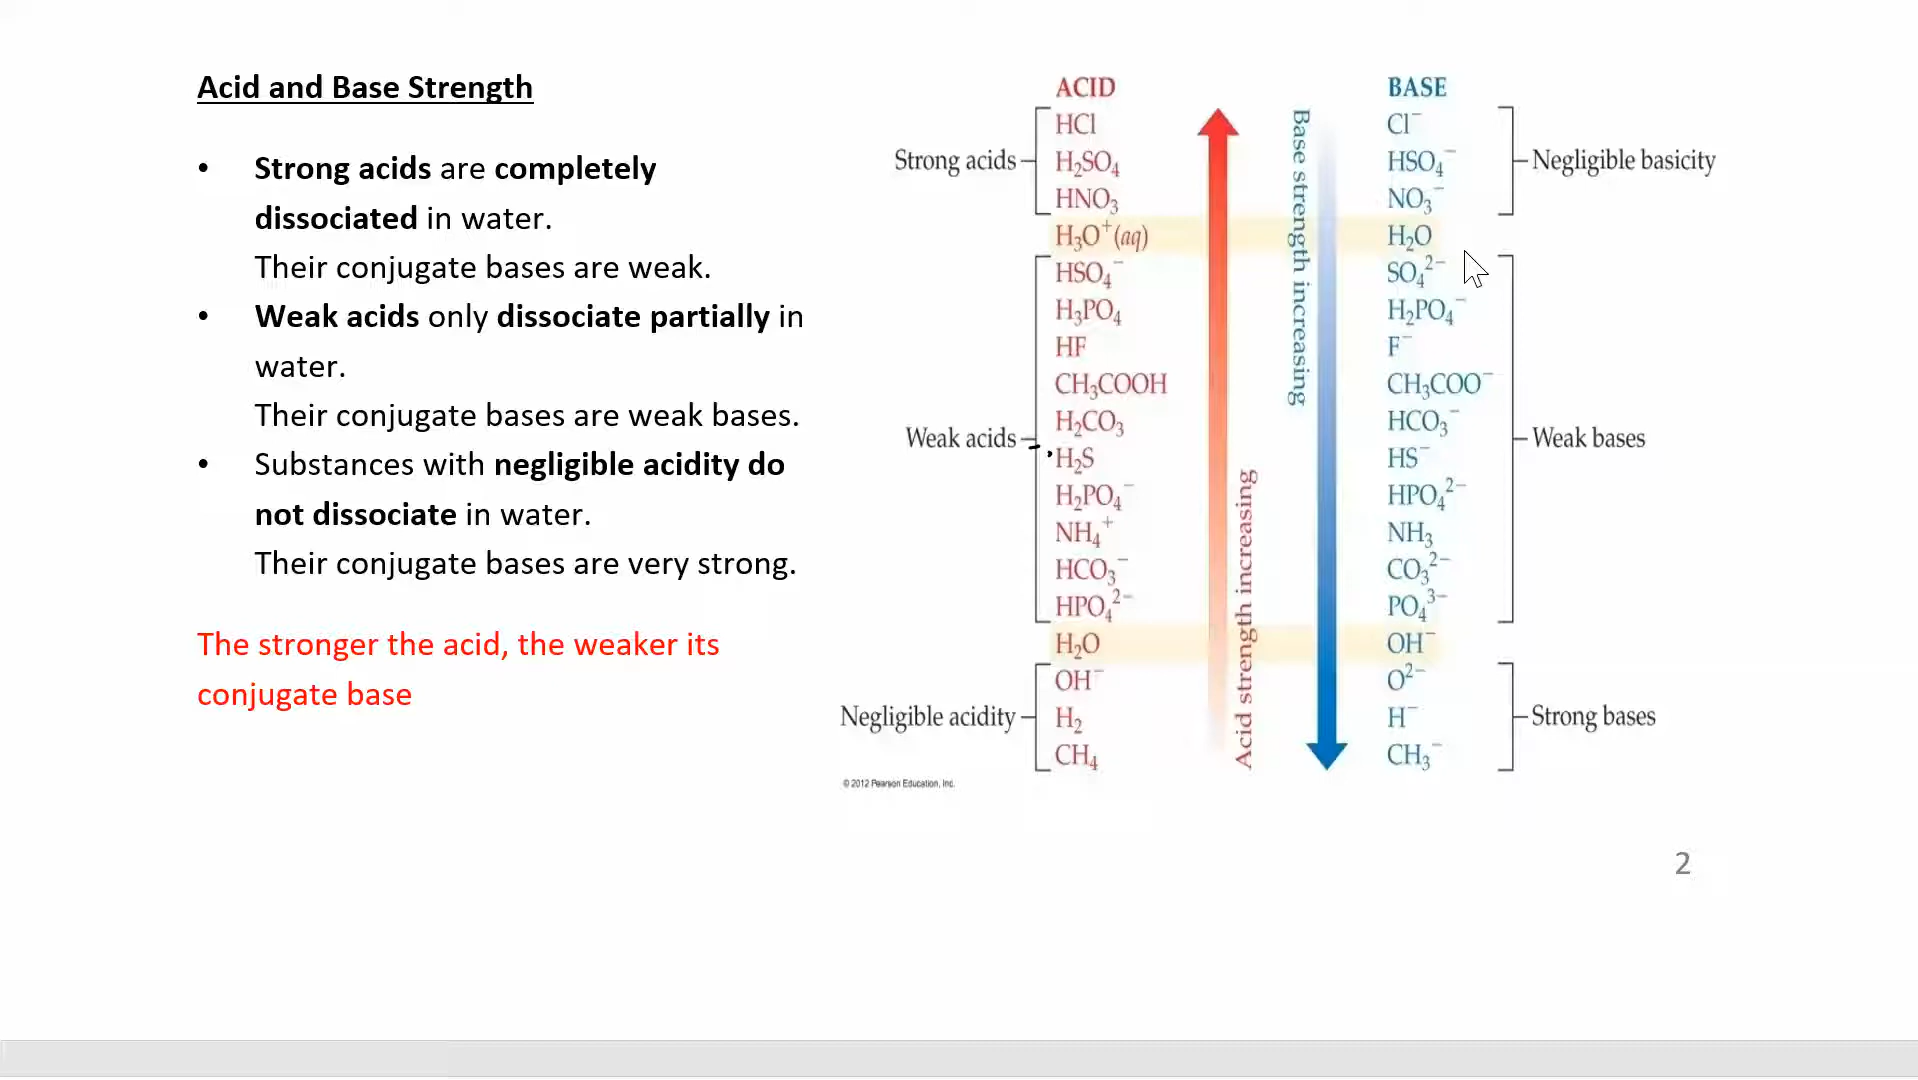 Acid and Base Strength
• Strong acids are completely
dissociated in water.
Their conjugate bases are weak.
• Weak acids only dissociate partially in
water.
Their conjugate bases are weak bases.
• Substances with negligible acidity do
not dissociate in water.
Their conjugate bases are very strong.
The stronger the acid, the weaker its
conjugate base
ACID BASE
Strong acids
HCl Cl⁻
H₂SO₄ HSO₄⁻
HNO₃ NO₃⁻
Negligible basicity
H₃O⁺(aq) H₂O
Weak acids
HSO₄⁻ SO₄²⁻
H₃PO₄ H₂PO₄⁻
HF F⁻
CH₃COOH CH₃COO⁻
H₂CO₃ HCO₃⁻
H₂S HS⁻
H₂PO₄⁻ HPO₄²⁻
NH₄⁺ NH₃
HCO₃⁻ CO₃²⁻
HPO₄²⁻ PO₄³⁻
Weak bases
H₂O OH⁻
Negligible acidity
OH⁻ O²⁻
H₂ H⁻
CH₄ CH₃⁻
Strong bases
Acid strength increasing
Base strength increasing
© 2012 Pearson Education, Inc.
2